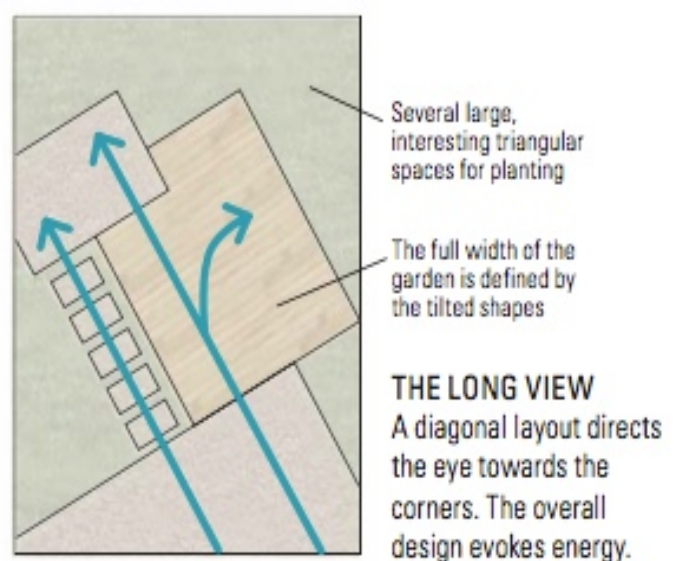 Several large,
interesting triangular
spaces for planting
The full width of the
garden is defined by
the tilted shapes
THE LONG VIEW
A diagonal layout directs
the eye towards the
corners. The overall
design evokes energy.